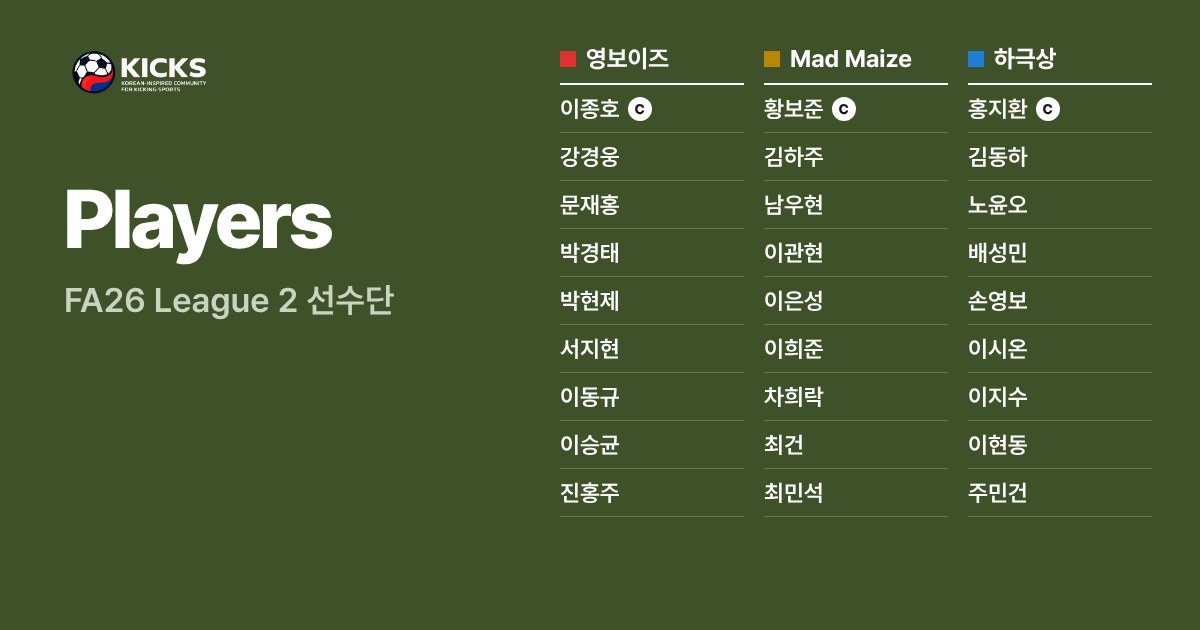 KICKS
KOREAN-INSPIRED COMMUNITY
FOR KICKING SPORTS
Players
FA26 League 2 선수단
영보이즈
이종호 C
강경웅
문재홍
박경태
박현제
서지현
이동규
이승균
진홍주
Mad Maize
황보준 C
김하주
남우현
이관현
이은성
이희준
차희락
최건
최민석
하극상
홍지환 C
김동하
노윤오
배성민
손영보
이시온
이지수
이현동
주민건